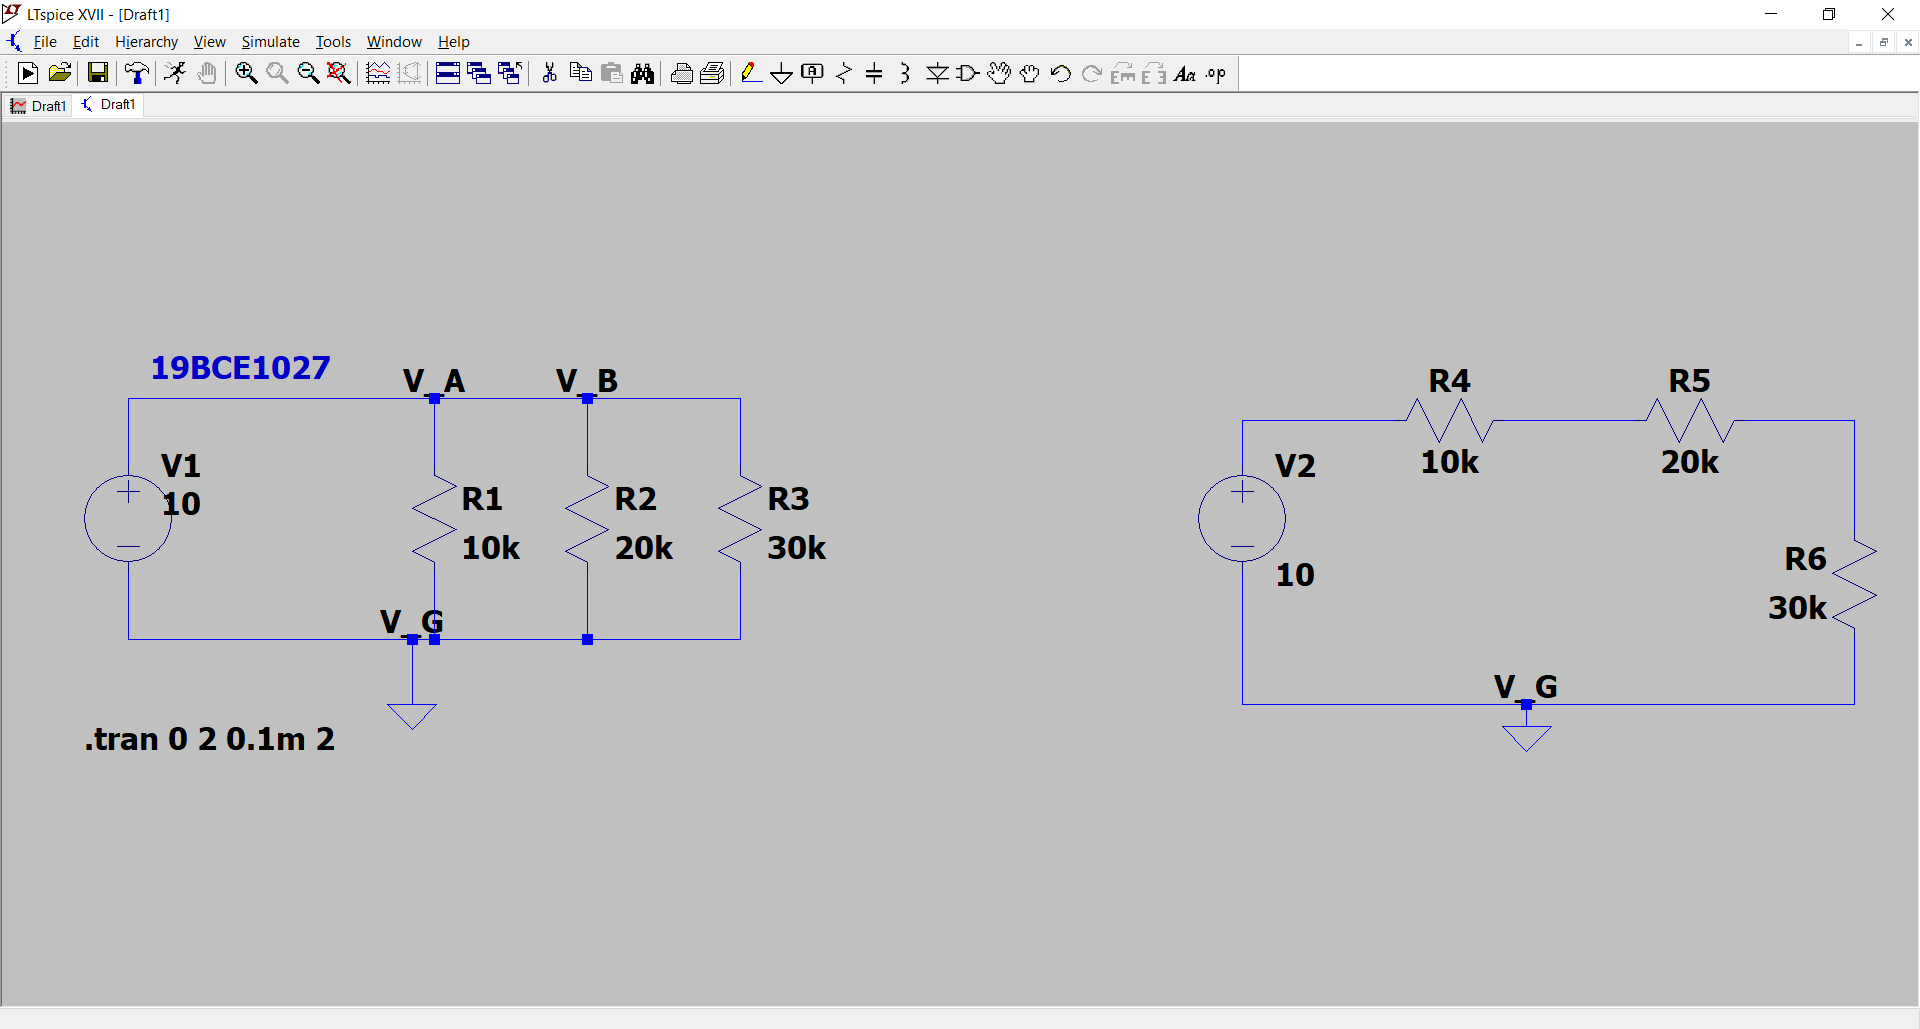 LTspice XVII - [Draft1]
File Edit Hierarchy View Simulate Tools Window Help
Draft1 Draft1
19BCE1027
V_A
V_B
V1
10
R1
10k
R2
20k
R3
30k
V_G
.tran 0 2 0.1m 2
R4
10k
R5
20k
V2
10
R6
30k
V_G